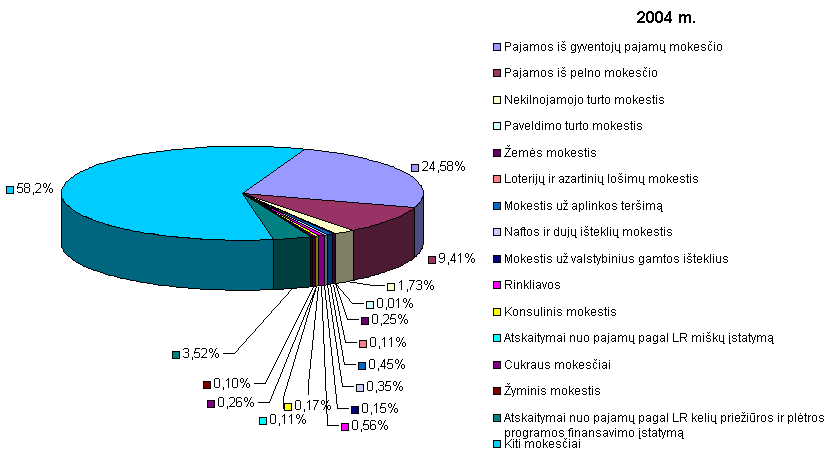 2004 m.
Pajamos iš gyventojų pajamų mokesčio
Pajamos iš pelno mokesčio
Nekilnojamojo turto mokestis
Paveldimo turto mokestis
Žemės mokestis
Loterijų ir azartinių lošimų mokestis
Mokestis už aplinkos teršimą
Naftos ir dujų išteklių mokestis
Mokestis už valstybinius gamtos išteklius
Rinkliavos
Konsulinis mokestis
Atskaitymai nuo pajamų pagal LR miškų įstatymą
Cukraus mokesčiai
Žyminis mokestis
Atskaitymai nuo pajamų pagal LR kelių priežiūros ir plėtros
programos finansavimo įstatymą
Kiti mokesčiai
24,58%
58,2%
9,41%
1,73%
0,01%
0,25%
0,11%
0,45%
0,35%
0,15%
0,56%
0,17%
0,11%
0,26%
0,10%
3,52%